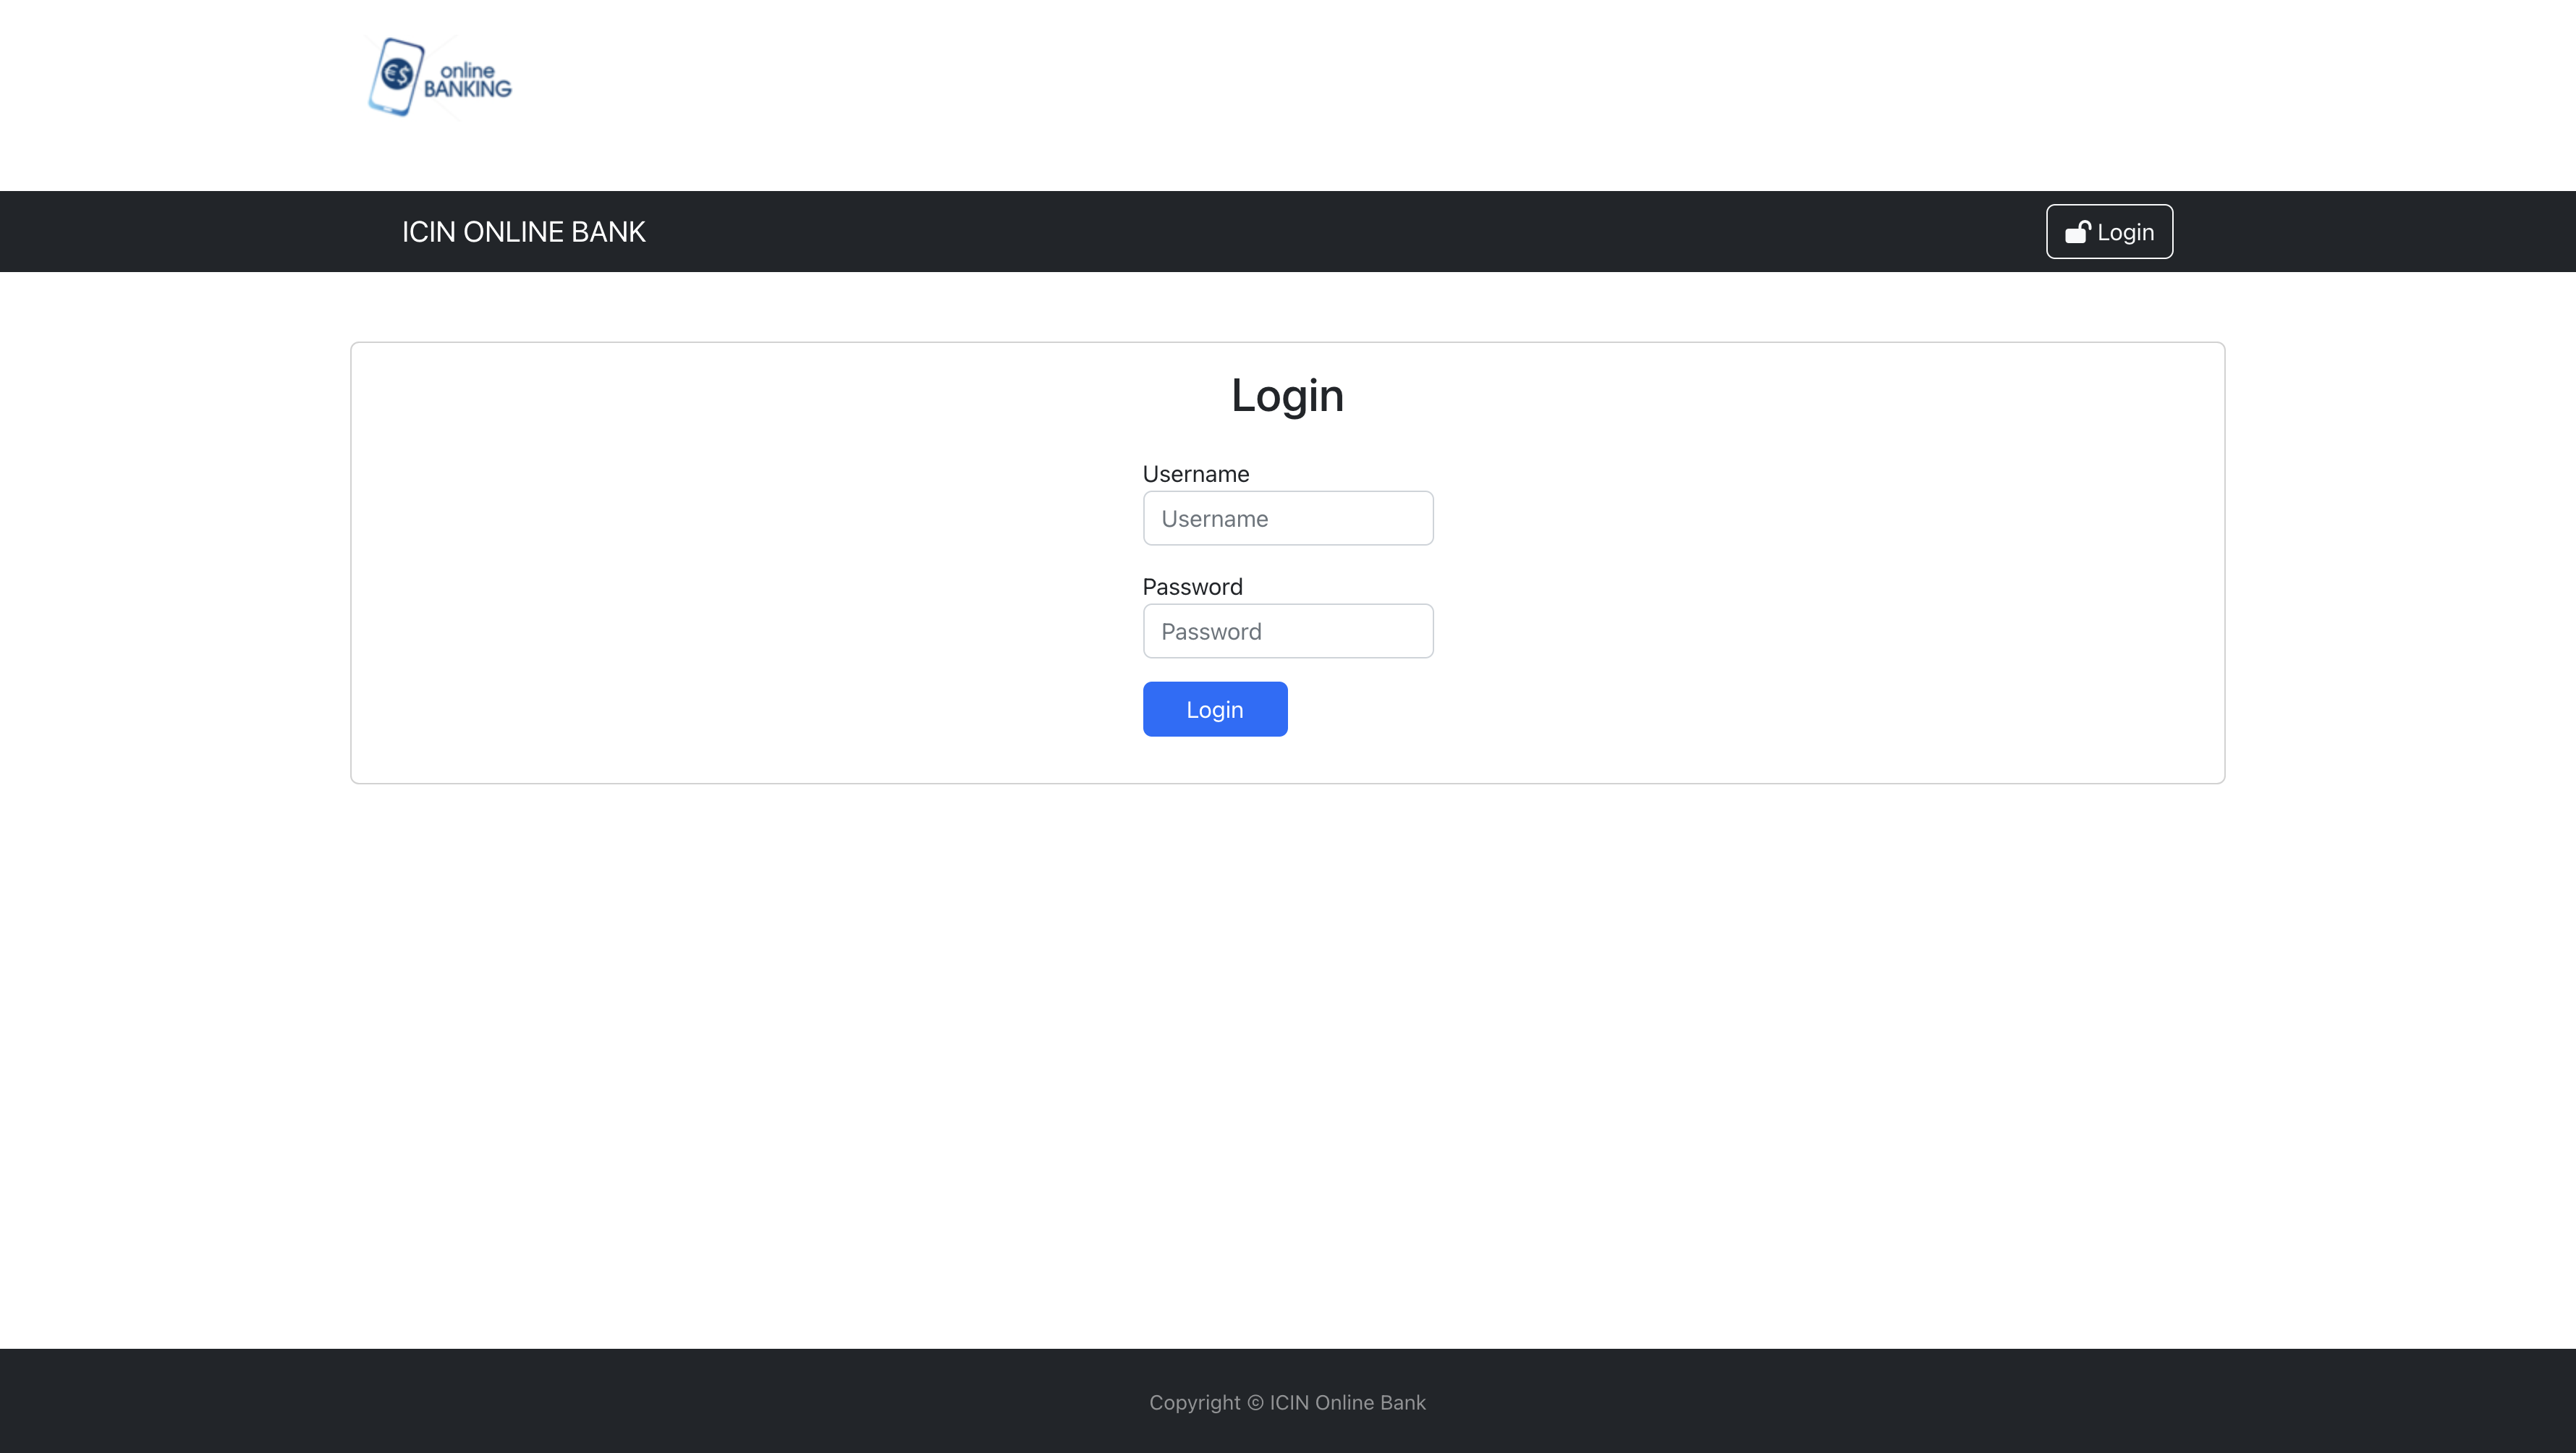 €$
online
BANKING
ICIN ONLINE BANK
Login
Login
Username
Username
Password
Password
Login
Copyright © ICIN Online Bank